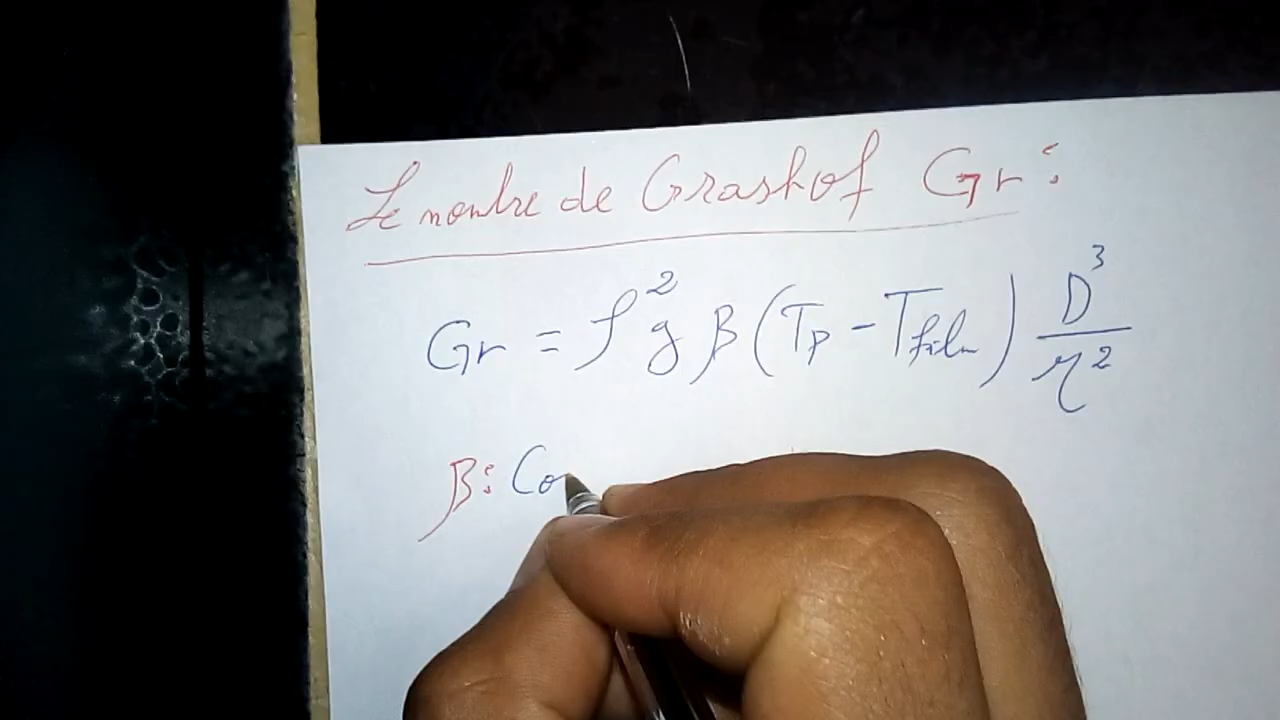 Le nombre de Grashof Gr :
Gr = ρ² g β (Tp - Tfilm) D³/η²
β : Co